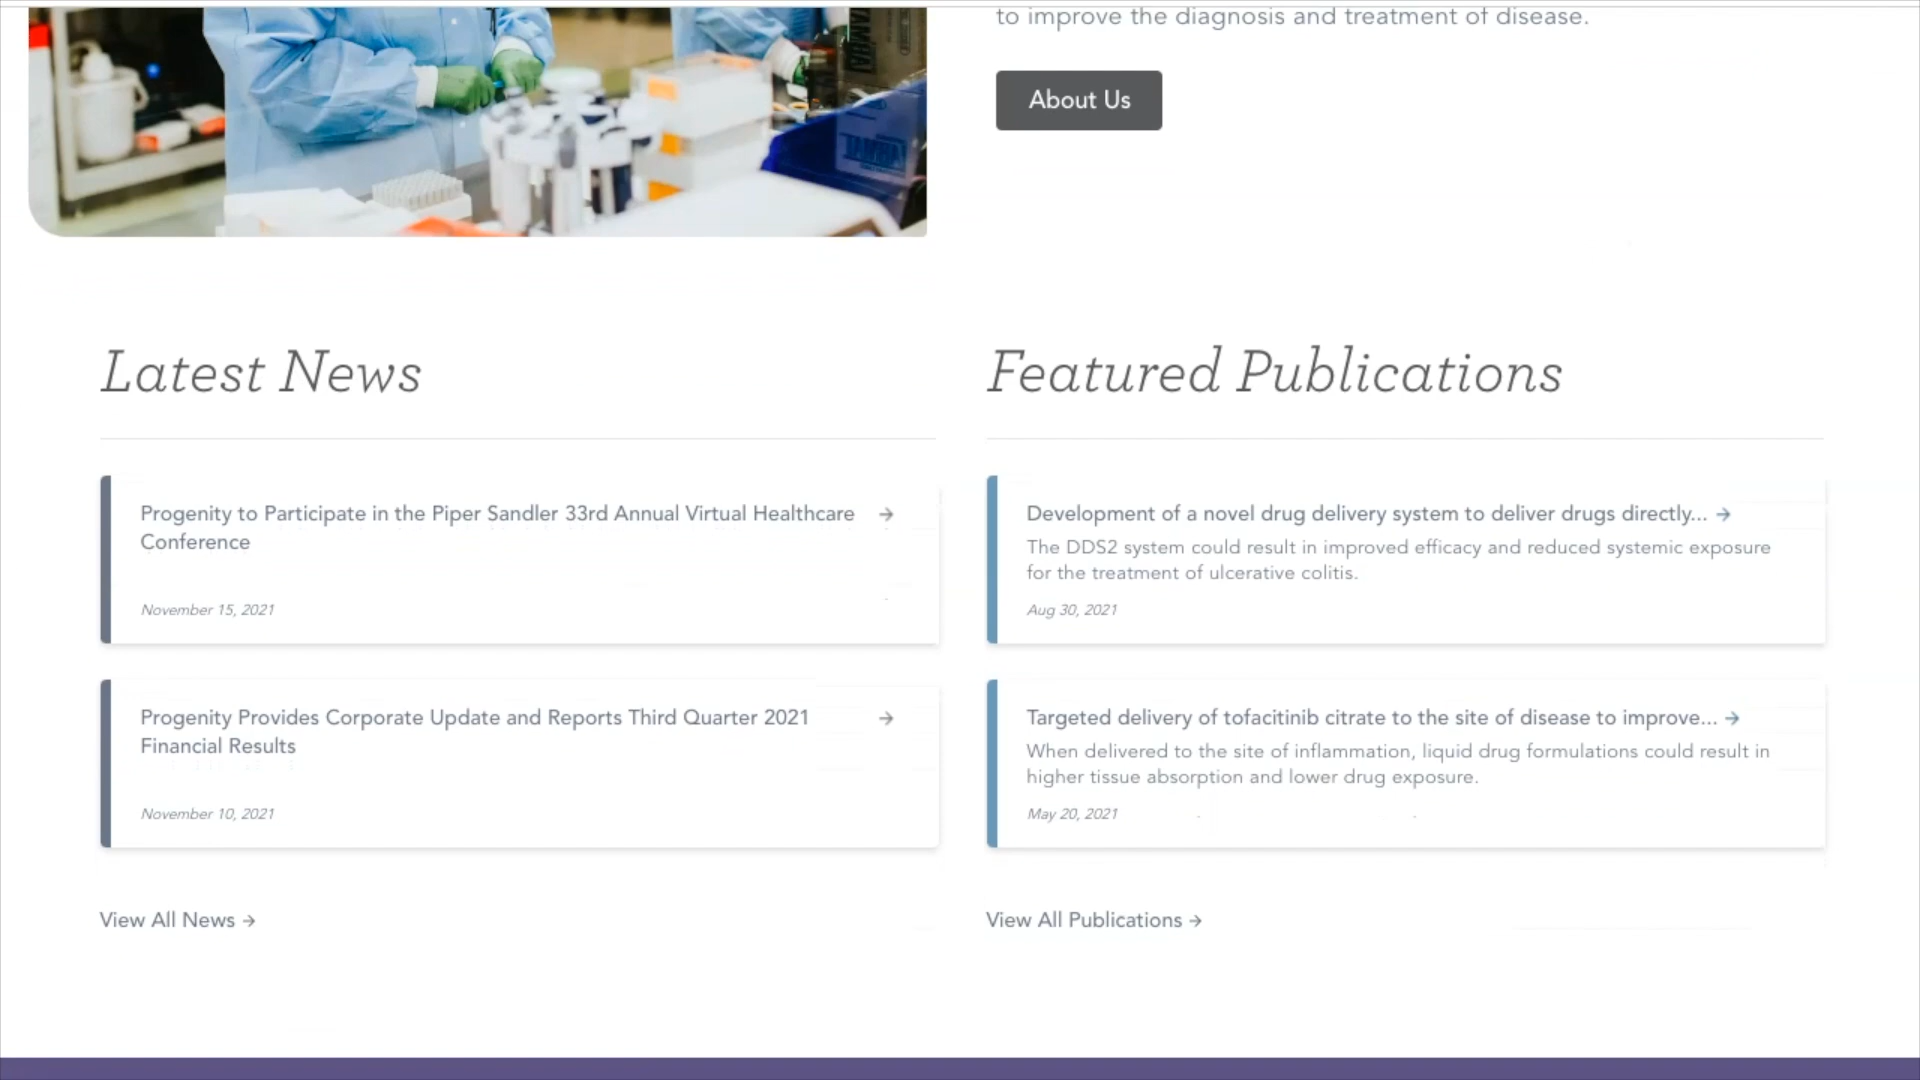 to improve the diagnosis and treatment of disease.
About Us
Latest News
Progenity to Participate in the Piper Sandler 33rd Annual Virtual Healthcare
Conference
November 15, 2021
Progenity Provides Corporate Update and Reports Third Quarter 2021
Financial Results
November 10, 2021
View All News →
Featured Publications
Development of a novel drug delivery system to deliver drugs directly... →
The DDS2 system could result in improved efficacy and reduced systemic exposure
for the treatment of ulcerative colitis.
Aug 30, 2021
Targeted delivery of tofacitinib citrate to the site of disease to improve... →
When delivered to the site of inflammation, liquid drug formulations could result in
higher tissue absorption and lower drug exposure.
May 20, 2021
View All Publications →